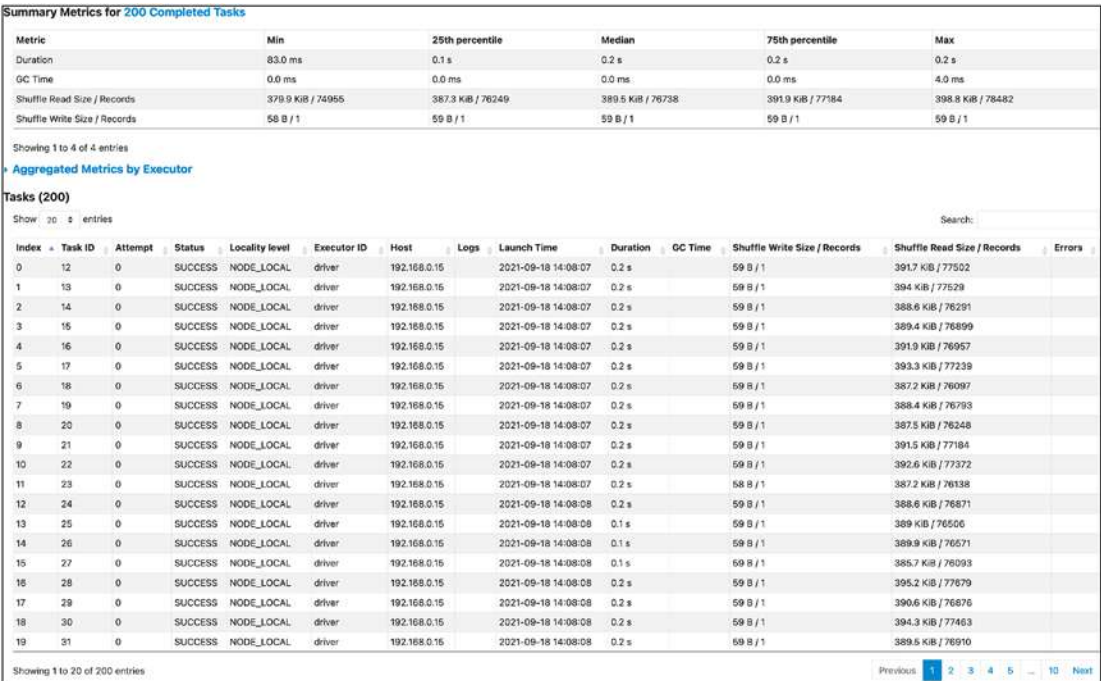 Summary Metrics for 200 Completed Tasks
Metric Min 25th percentile Median 75th percentile Max
Duration 83.0 ms 0.1 s 0.2 s 0.2 s 0.2 s
GC Time 0.0 ms 0.0 ms 0.0 ms 0.0 ms 4.0 ms
Shuffle Read Size / Records 379.9 KiB / 74955 387.3 KiB / 76249 389.5 KiB / 76738 391.9 KiB / 77184 398.8 KiB / 78482
Shuffle Write Size / Records 58 B / 1 59 B / 1 59 B / 1 59 B / 1 59 B / 1
Showing 1 to 4 of 4 entries
Aggregated Metrics by Executor
Tasks (200)
Show 20 entries Search:
Index Task ID Attempt Status Locality level Executor ID Host Logs Launch Time Duration GC Time Shuffle Write Size / Records Shuffle Read Size / Records Errors
0 12 0 SUCCESS NODE_LOCAL driver 192.168.0.15 2021-09-18 14:08:07 0.2 s 59 B / 1 391.7 KiB / 77502
1 13 0 SUCCESS NODE_LOCAL driver 192.168.0.15 2021-09-18 14:08:07 0.2 s 59 B / 1 394 KiB / 77529
2 14 0 SUCCESS NODE_LOCAL driver 192.168.0.15 2021-09-18 14:08:07 0.2 s 59 B / 1 388.6 KiB / 76291
3 15 0 SUCCESS NODE_LOCAL driver 192.168.0.15 2021-09-18 14:08:07 0.2 s 59 B / 1 389.4 KiB / 76899
4 16 0 SUCCESS NODE_LOCAL driver 192.168.0.15 2021-09-18 14:08:07 0.2 s 59 B / 1 391.9 KiB / 76957
5 17 0 SUCCESS NODE_LOCAL driver 192.168.0.15 2021-09-18 14:08:07 0.2 s 59 B / 1 393.3 KiB / 77239
6 18 0 SUCCESS NODE_LOCAL driver 192.168.0.15 2021-09-18 14:08:07 0.2 s 59 B / 1 387.2 KiB / 76097
7 19 0 SUCCESS NODE_LOCAL driver 192.168.0.15 2021-09-18 14:08:07 0.2 s 59 B / 1 388.4 KiB / 76793
8 20 0 SUCCESS NODE_LOCAL driver 192.168.0.15 2021-09-18 14:08:07 0.2 s 59 B / 1 387.5 KiB / 76248
9 21 0 SUCCESS NODE_LOCAL driver 192.168.0.15 2021-09-18 14:08:07 0.2 s 59 B / 1 391.5 KiB / 77184
10 22 0 SUCCESS NODE_LOCAL driver 192.168.0.15 2021-09-18 14:08:07 0.2 s 59 B / 1 392.6 KiB / 77372
11 23 0 SUCCESS NODE_LOCAL driver 192.168.0.15 2021-09-18 14:08:07 0.2 s 58 B / 1 387.2 KiB / 76138
12 24 0 SUCCESS NODE_LOCAL driver 192.168.0.15 2021-09-18 14:08:08 0.2 s 59 B / 1 388.6 KiB / 76871
13 25 0 SUCCESS NODE_LOCAL driver 192.168.0.15 2021-09-18 14:08:08 0.1 s 59 B / 1 389 KiB / 76506
14 26 0 SUCCESS NODE_LOCAL driver 192.168.0.15 2021-09-18 14:08:08 0.1 s 59 B / 1 389.9 KiB / 76571
15 27 0 SUCCESS NODE_LOCAL driver 192.168.0.15 2021-09-18 14:08:08 0.1 s 59 B / 1 385.7 KiB / 76093
16 28 0 SUCCESS NODE_LOCAL driver 192.168.0.15 2021-09-18 14:08:08 0.2 s 59 B / 1 395.2 KiB / 77679
17 29 0 SUCCESS NODE_LOCAL driver 192.168.0.15 2021-09-18 14:08:08 0.2 s 59 B / 1 390.6 KiB / 76876
18 30 0 SUCCESS NODE_LOCAL driver 192.168.0.15 2021-09-18 14:08:08 0.2 s 59 B / 1 394.3 KiB / 77463
19 31 0 SUCCESS NODE_LOCAL driver 192.168.0.15 2021-09-18 14:08:08 0.2 s 59 B / 1 389.5 KiB / 76910
Showing 1 to 20 of 200 entries Previous 1 2 3 4 5 ... 10 Next